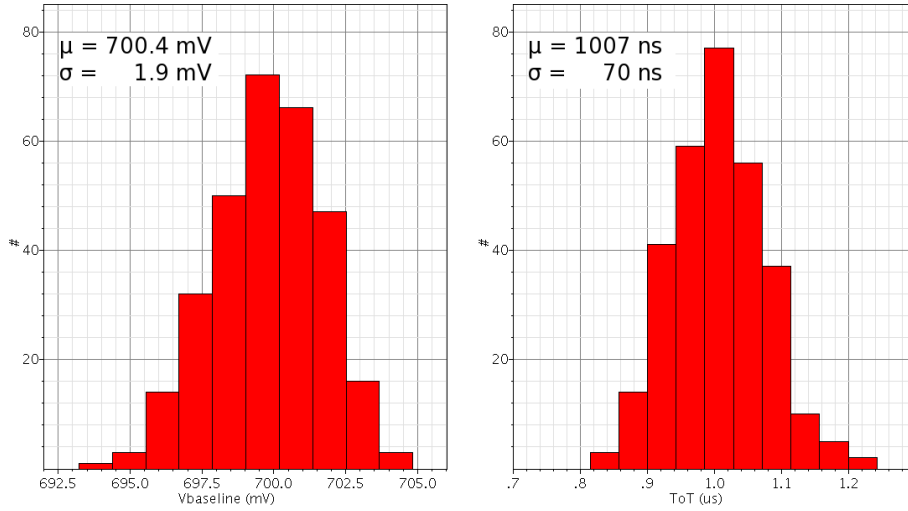 80
60
40
20
#
μ = 700.4 mV
σ = 1.9 mV
692.5 695.0 697.5 700.0 702.5 705.0
Vbaseline (mV)
80
60
40
20
#
μ = 1007 ns
σ = 70 ns
.7 .8 .9 1.0 1.1 1.2
ToT (us)